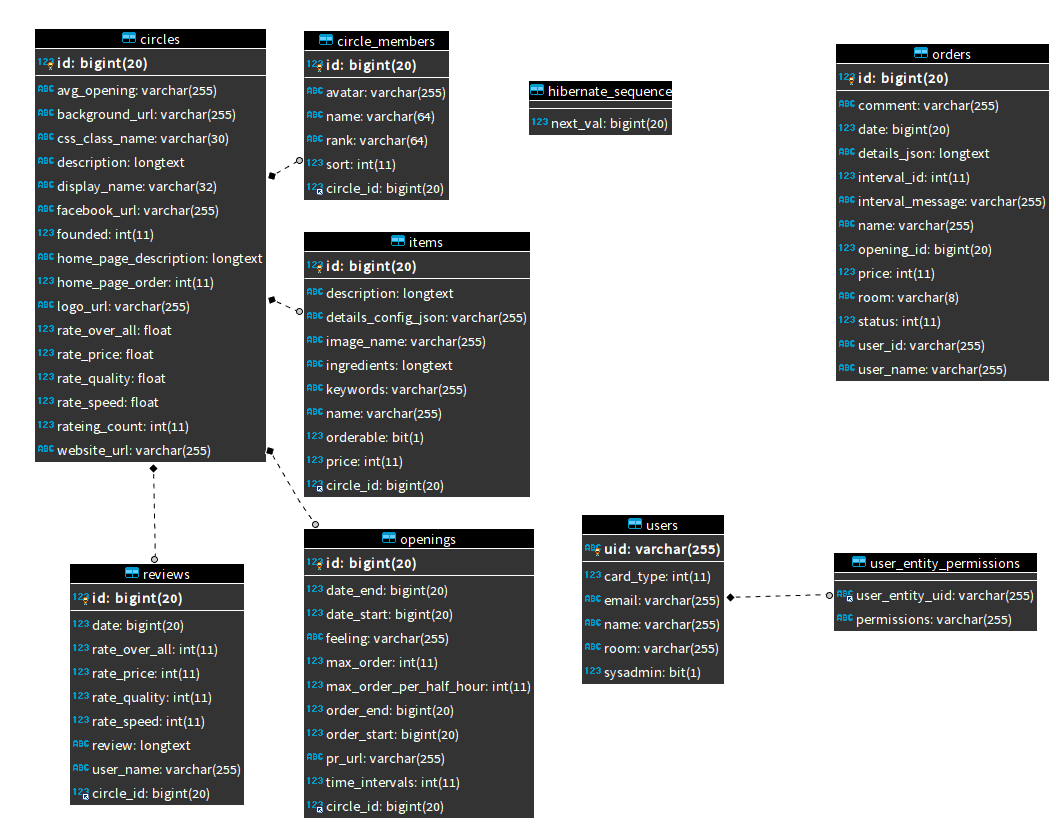 circles
123 id: bigint(20)
ABC avg_opening: varchar(255)
ABC background_url: varchar(255)
ABC css_class_name: varchar(30)
ABC description: longtext
ABC display_name: varchar(32)
ABC facebook_url: varchar(255)
123 founded: int(11)
ABC home_page_description: longtext
123 home_page_order: int(11)
ABC logo_url: varchar(255)
123 rate_over_all: float
123 rate_price: float
123 rate_quality: float
123 rate_speed: float
123 rateing_count: int(11)
ABC website_url: varchar(255)
circle_members
123 id: bigint(20)
ABC avatar: varchar(255)
ABC name: varchar(64)
ABC rank: varchar(64)
123 sort: int(11)
123 circle_id: bigint(20)
hibernate_sequence
123 next_val: bigint(20)
orders
123 id: bigint(20)
ABC comment: varchar(255)
123 date: bigint(20)
ABC details_json: longtext
123 interval_id: int(11)
ABC interval_message: varchar(255)
ABC name: varchar(255)
123 opening_id: bigint(20)
123 price: int(11)
ABC room: varchar(8)
123 status: int(11)
ABC user_id: varchar(255)
ABC user_name: varchar(255)
items
123 id: bigint(20)
ABC description: longtext
ABC details_config_json: varchar(255)
ABC image_name: varchar(255)
ABC ingredients: longtext
ABC keywords: varchar(255)
ABC name: varchar(255)
123 orderable: bit(1)
123 price: int(11)
123 circle_id: bigint(20)
reviews
123 id: bigint(20)
123 date: bigint(20)
123 rate_over_all: int(11)
123 rate_price: int(11)
123 rate_quality: int(11)
123 rate_speed: int(11)
ABC review: longtext
ABC user_name: varchar(255)
123 circle_id: bigint(20)
openings
123 id: bigint(20)
123 date_end: bigint(20)
123 date_start: bigint(20)
ABC feeling: varchar(255)
123 max_order: int(11)
123 max_order_per_half_hour: int(11)
123 order_end: bigint(20)
123 order_start: bigint(20)
ABC pr_url: varchar(255)
123 time_intervals: int(11)
123 circle_id: bigint(20)
users
ABC uid: varchar(255)
123 card_type: int(11)
ABC email: varchar(255)
ABC name: varchar(255)
ABC room: varchar(255)
123 sysadmin: bit(1)
user_entity_permissions
ABC user_entity_uid: varchar(255)
ABC permissions: varchar(255)